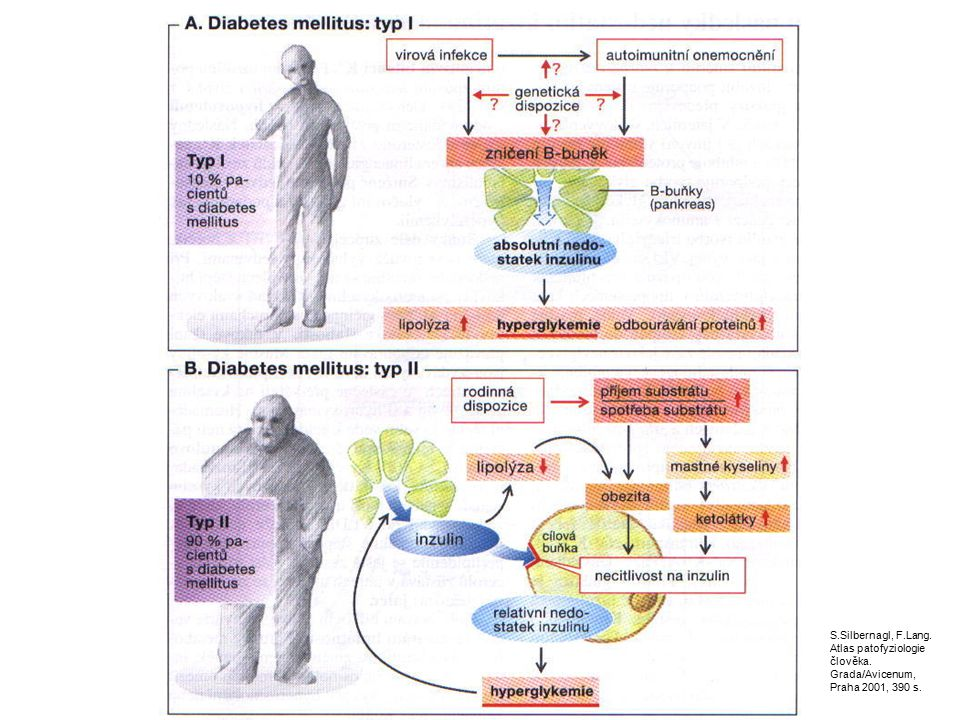 A. Diabetes mellitus: typ I
virová infekce
autoimunitní onemocnění
?
genetická
dispozice
?
?
?
zničení B-buněk
Typ I
10 % pa-
cientů
s diabetes
mellitus
B-buňky
(pankreas)
absolutní nedo-
statek inzulinu
lipolýza
hyperglykemie
odbourávání proteinů
B. Diabetes mellitus: typ II
rodinná
dispozice
příjem substrátu
spotřeba substrátu
lipolýza
mastné kyseliny
obezita
ketolátky
Typ II
90 % pa-
cientů
s diabetes
mellitus
inzulin
cílová
buňka
necitlivost na inzulin
relativní nedo-
statek inzulinu
hyperglykemie
S.Silbernagl, F.Lang.
Atlas patofyziologie
člověka.
Grada/Avicenum,
Praha 2001, 390 s.